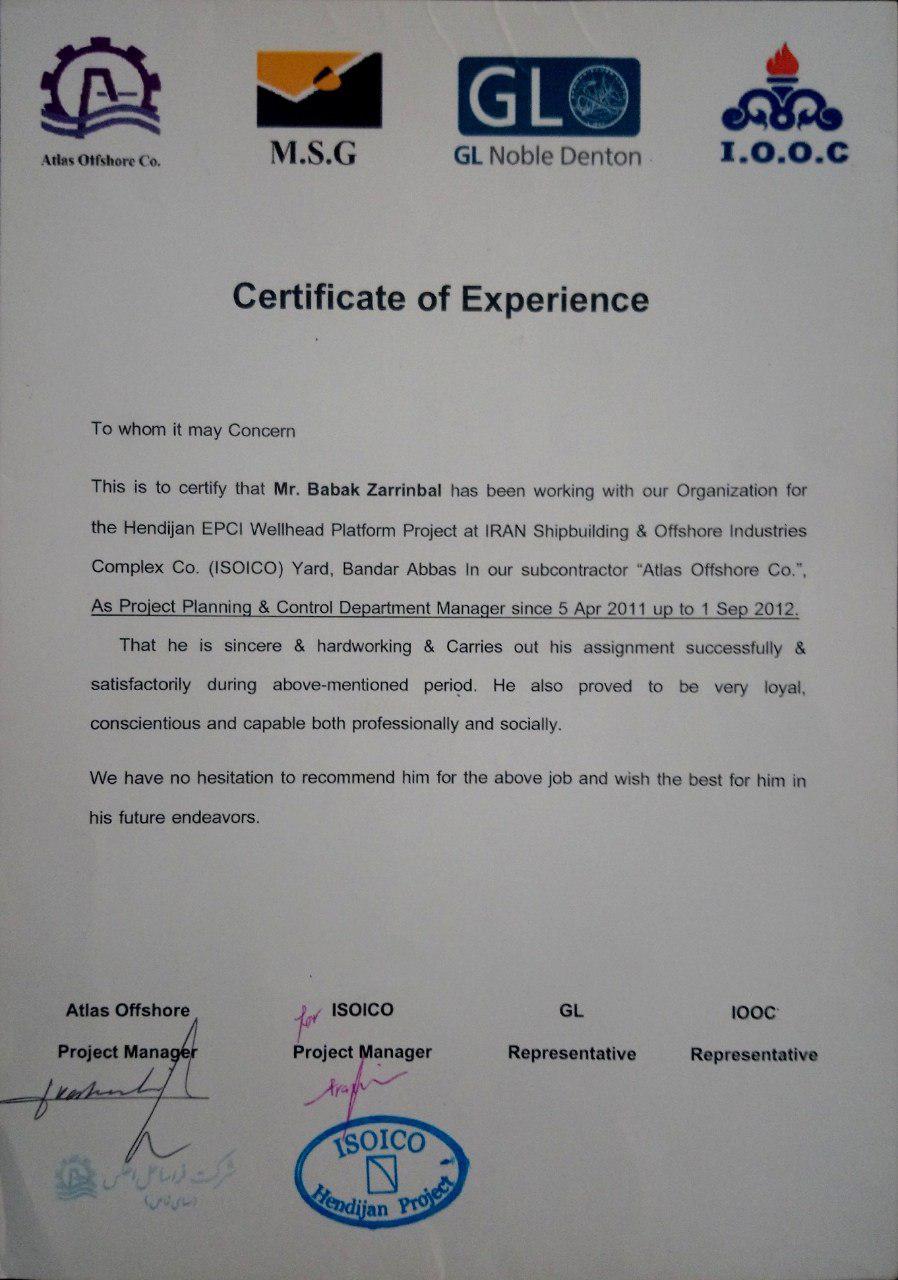 Atlas Offshore Co.
M.S.G
GL
GL Noble Denton
I.O.O.C
Certificate of Experience
To whom it may Concern
This is to certify that Mr. Babak Zarrinbal has been working with our Organization for
the Hendijan EPCI Wellhead Platform Project at IRAN Shipbuilding & Offshore Industries
Complex Co. (ISOICO) Yard, Bandar Abbas In our subcontractor “Atlas Offshore Co.”,
As Project Planning & Control Department Manager since 5 Apr 2011 up to 1 Sep 2012.
That he is sincere & hardworking & Carries out his assignment successfully &
satisfactorily during above-mentioned period. He also proved to be very loyal,
conscientious and capable both professionally and socially.
We have no hesitation to recommend him for the above job and wish the best for him in
his future endeavors.
Atlas Offshore
Project Manager
for ISOICO
Project Manager
GL
Representative
IOOC
Representative
ISOICO
Hendijan Project
شرکت فراساحل اطلس
(سهامی خاص)